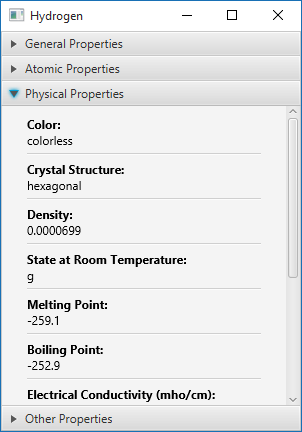 Hydrogen
General Properties
Atomic Properties
Physical Properties
Color:
colorless
Crystal Structure:
hexagonal
Density:
0.0000699
State at Room Temperature:
g
Melting Point:
-259.1
Boiling Point:
-252.9
Electrical Conductivity (mho/cm):
Other Properties